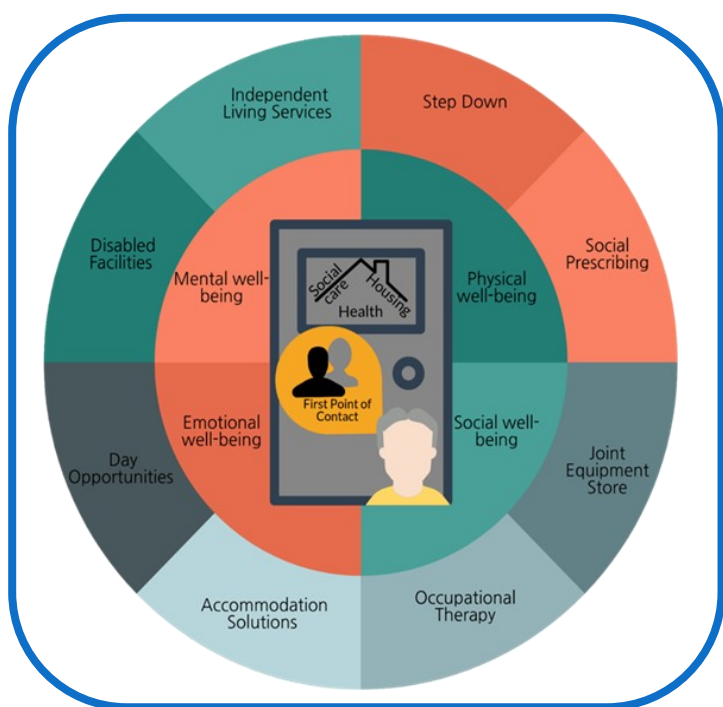 Independent
Living Services
Step Down
Disabled
Facilities
Social
Prescribing
Mental well-
being
Social
care
Housing
Health
Physical
well-being
First Point of
Contact
Emotional
well-being
Social well-
being
Day
Opportunities
Joint
Equipment
Store
Accommodation
Solutions
Occupational
Therapy